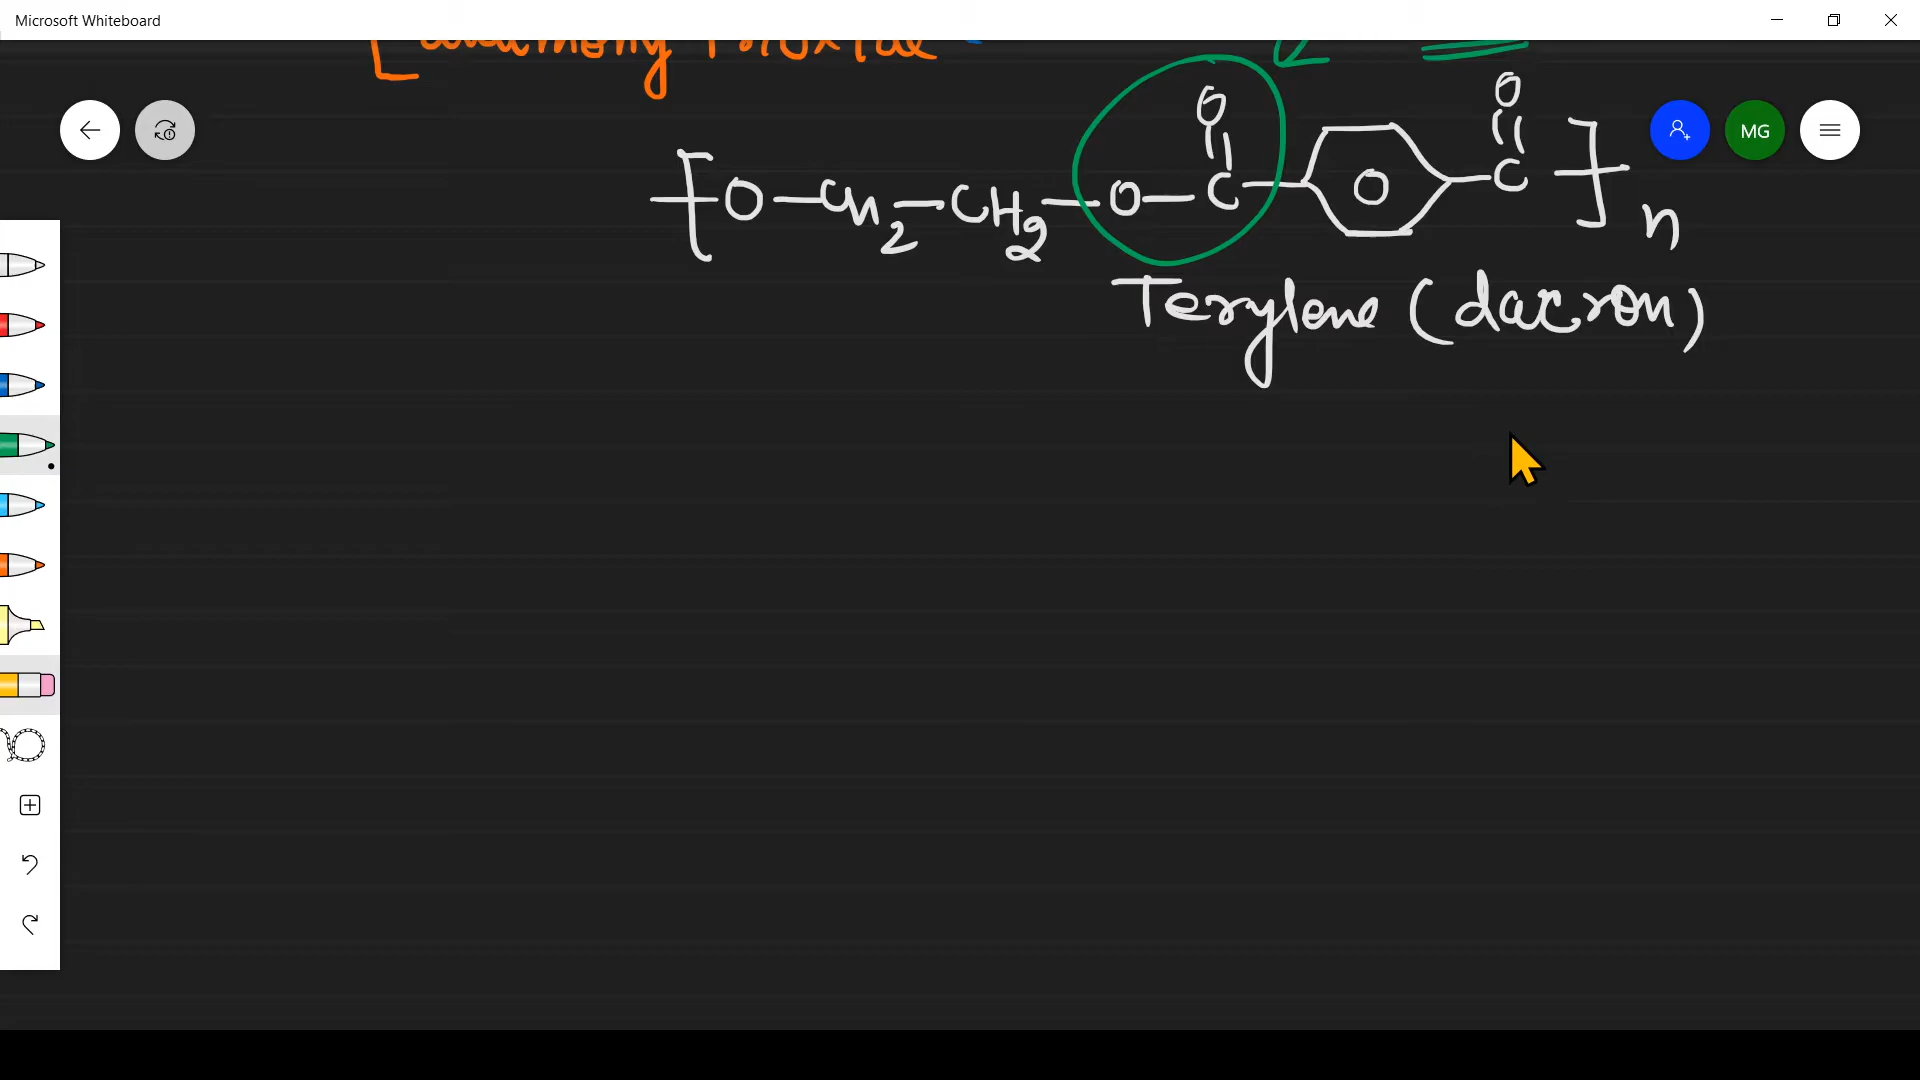 Microsoft Whiteboard
MG
O O
[O-CH2-CH2-O-C-O-C]n
Terylene (dacron)